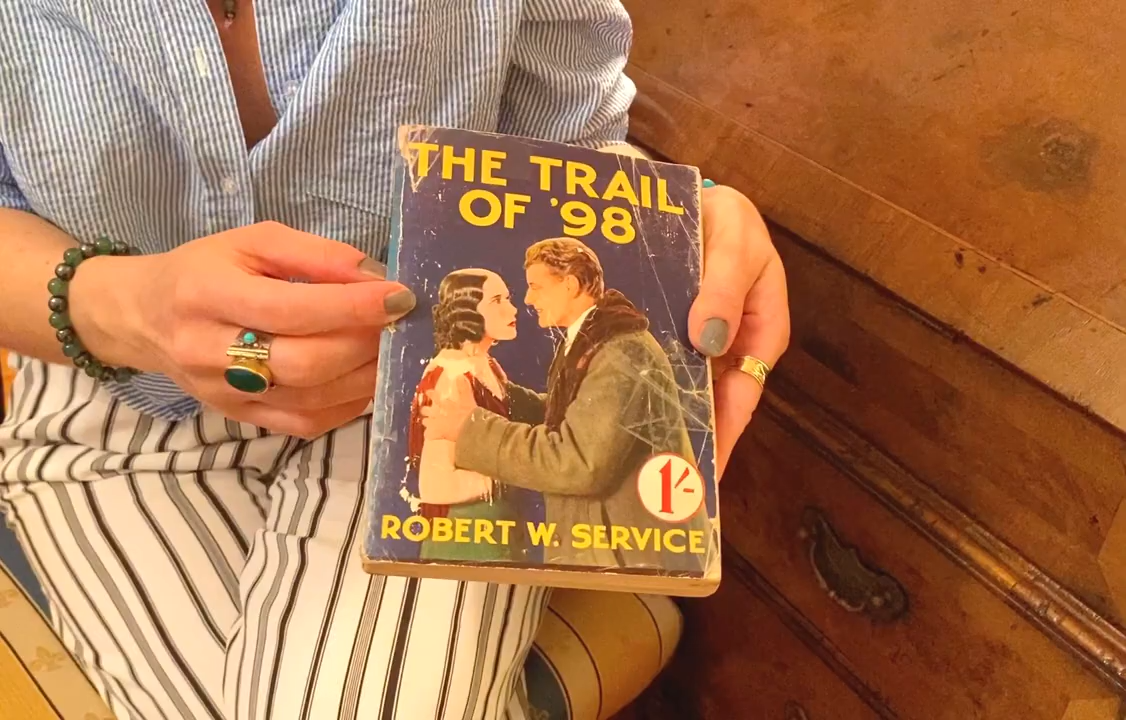 THE TRAIL
OF '98
1/-
ROBERT W. SERVICE